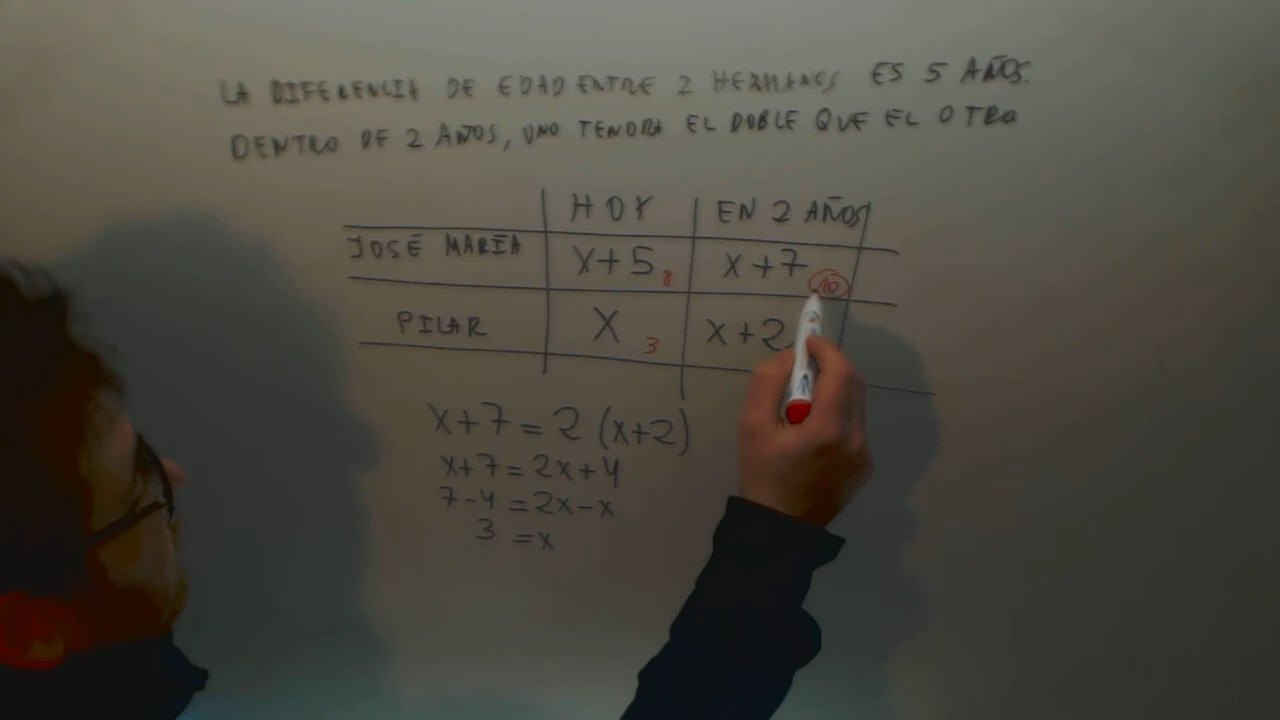 LA DIFERENCIA DE EDAD ENTRE 2 HERMANOS ES 5 AÑOS.
DENTRO DE 2 AÑOS, UNO TENDRA EL DOBLE QUE EL OTRO
HOY EN 2 AÑOS
JOSÉ MARÍA X+5 8 X+7 10
PILAR X 3 X+2
X+7=2(X+2)
X+7=2X+4
7-4=2X-X
3=X